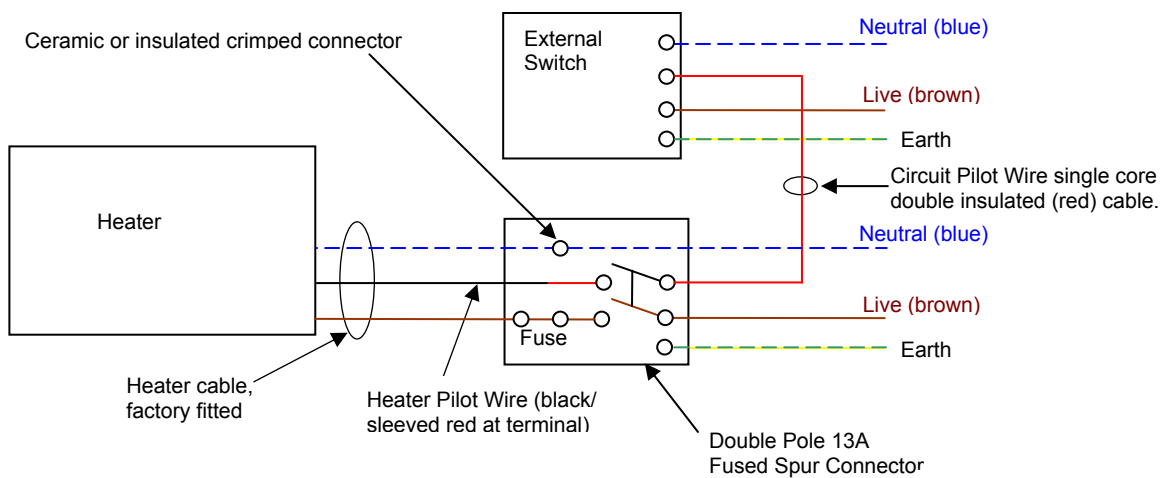 Ceramic or insulated crimped connector
External
Switch
Neutral (blue)
Live (brown)
Earth
Circuit Pilot Wire single core
double insulated (red) cable.
Heater
Neutral (blue)
Live (brown)
Fuse
Earth
Heater cable,
factory fitted
Heater Pilot Wire (black/
sleeved red at terminal)
Double Pole 13A
Fused Spur Connector